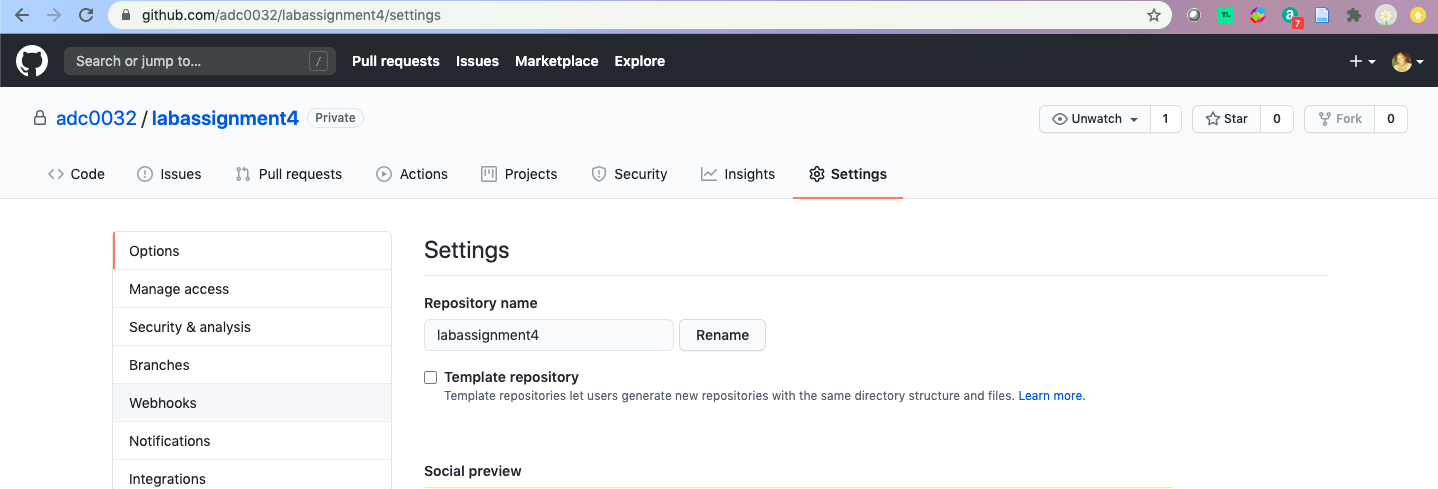 github.com/adc0032/labassignment4/settings
TL
a
7
Search or jump to...
/
Pull requests Issues Marketplace Explore
adc0032 / labassignment4 Private
Unwatch 1 Star 0 Fork 0
Code Issues Pull requests Actions Projects Security Insights Settings
Options
Manage access
Security & analysis
Branches
Webhooks
Notifications
Integrations
Settings
Repository name
labassignment4 Rename
Template repository
Template repositories let users generate new repositories with the same directory structure and files. Learn more.
Social preview